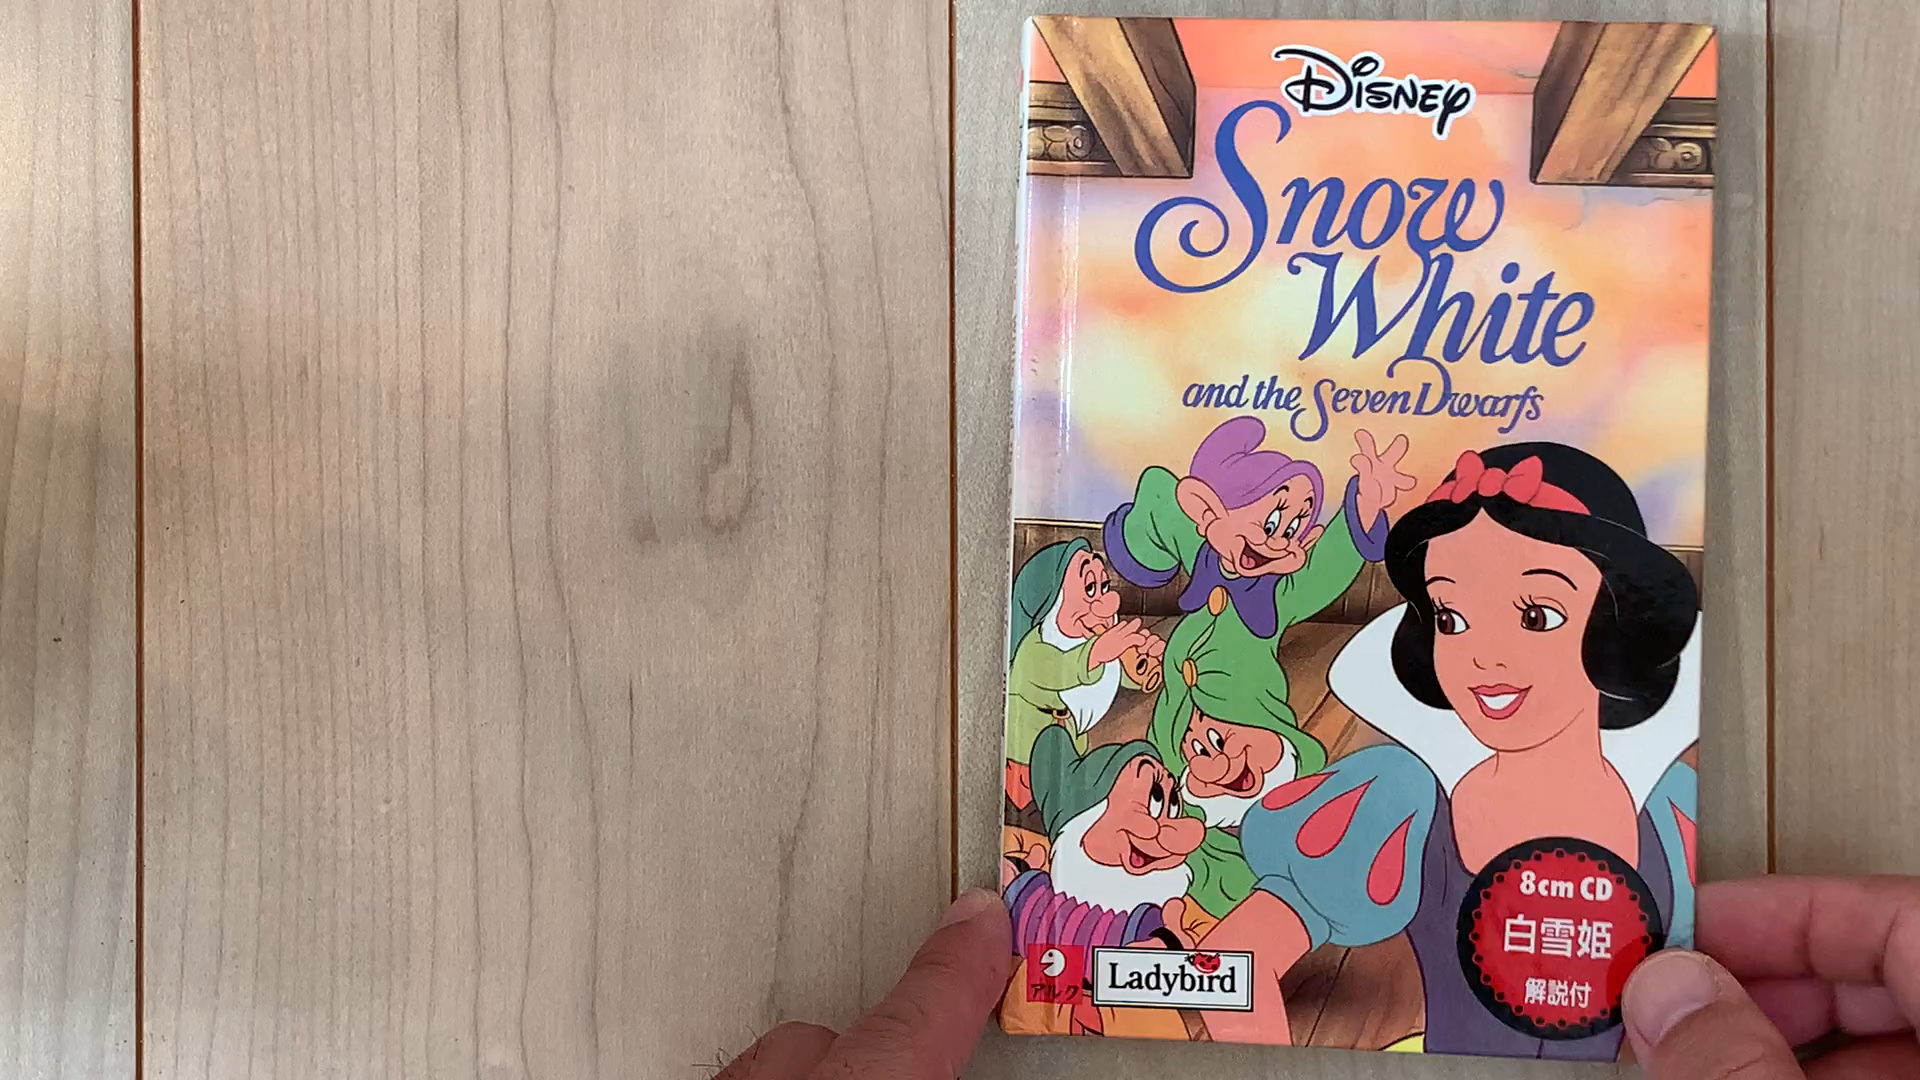 Disney
Snow
White
and the Seven Dwarfs
8cm CD
白雪姫
解説付
アルク
Ladybird